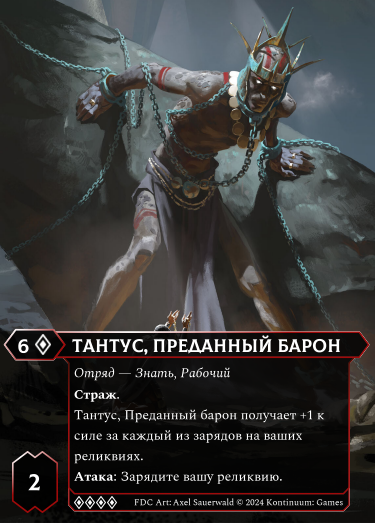 6 ТАНТУС, ПРЕДАННЫЙ БАРОН
Отряд — Знать, Рабочий
Страж.
Тантус, Преданный барон получает +1 к
силе за каждый из зарядов на ваших
реликвиях.
Атака: Зарядите вашу реликвию.
2
FDC Art: Axel Sauerwald © 2024 Kontinuum: Games